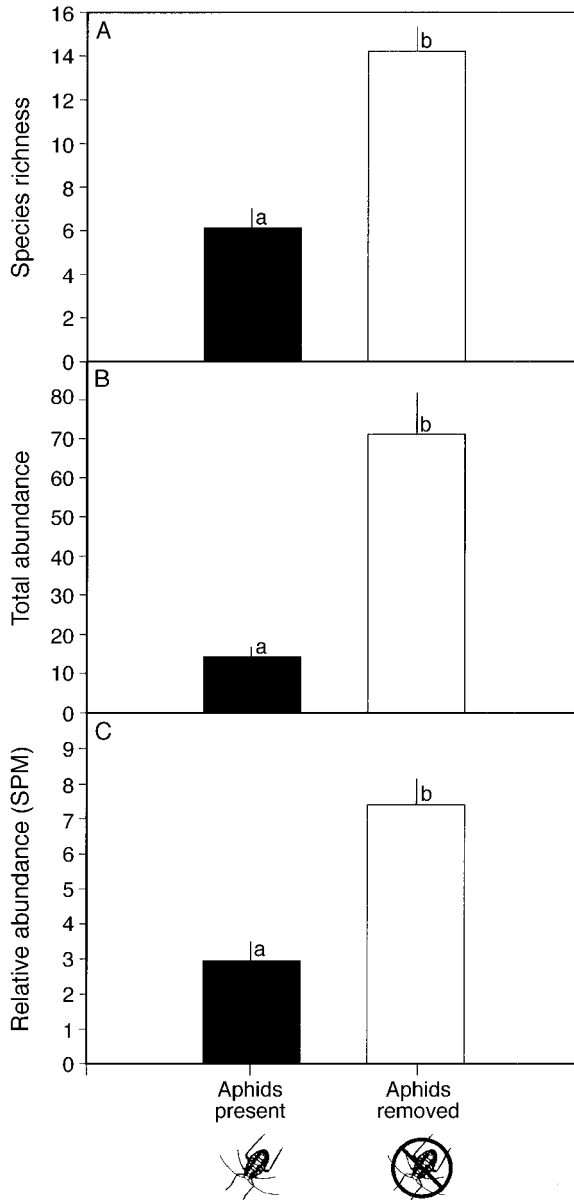 A
Species richness
16
14
12
10
8
6
4
2
0
a
b
B
Total abundance
80
70
60
50
40
30
20
10
0
a
b
C
Relative abundance (SPM)
9
8
7
6
5
4
3
2
1
0
a
b
Aphids
present
Aphids
removed